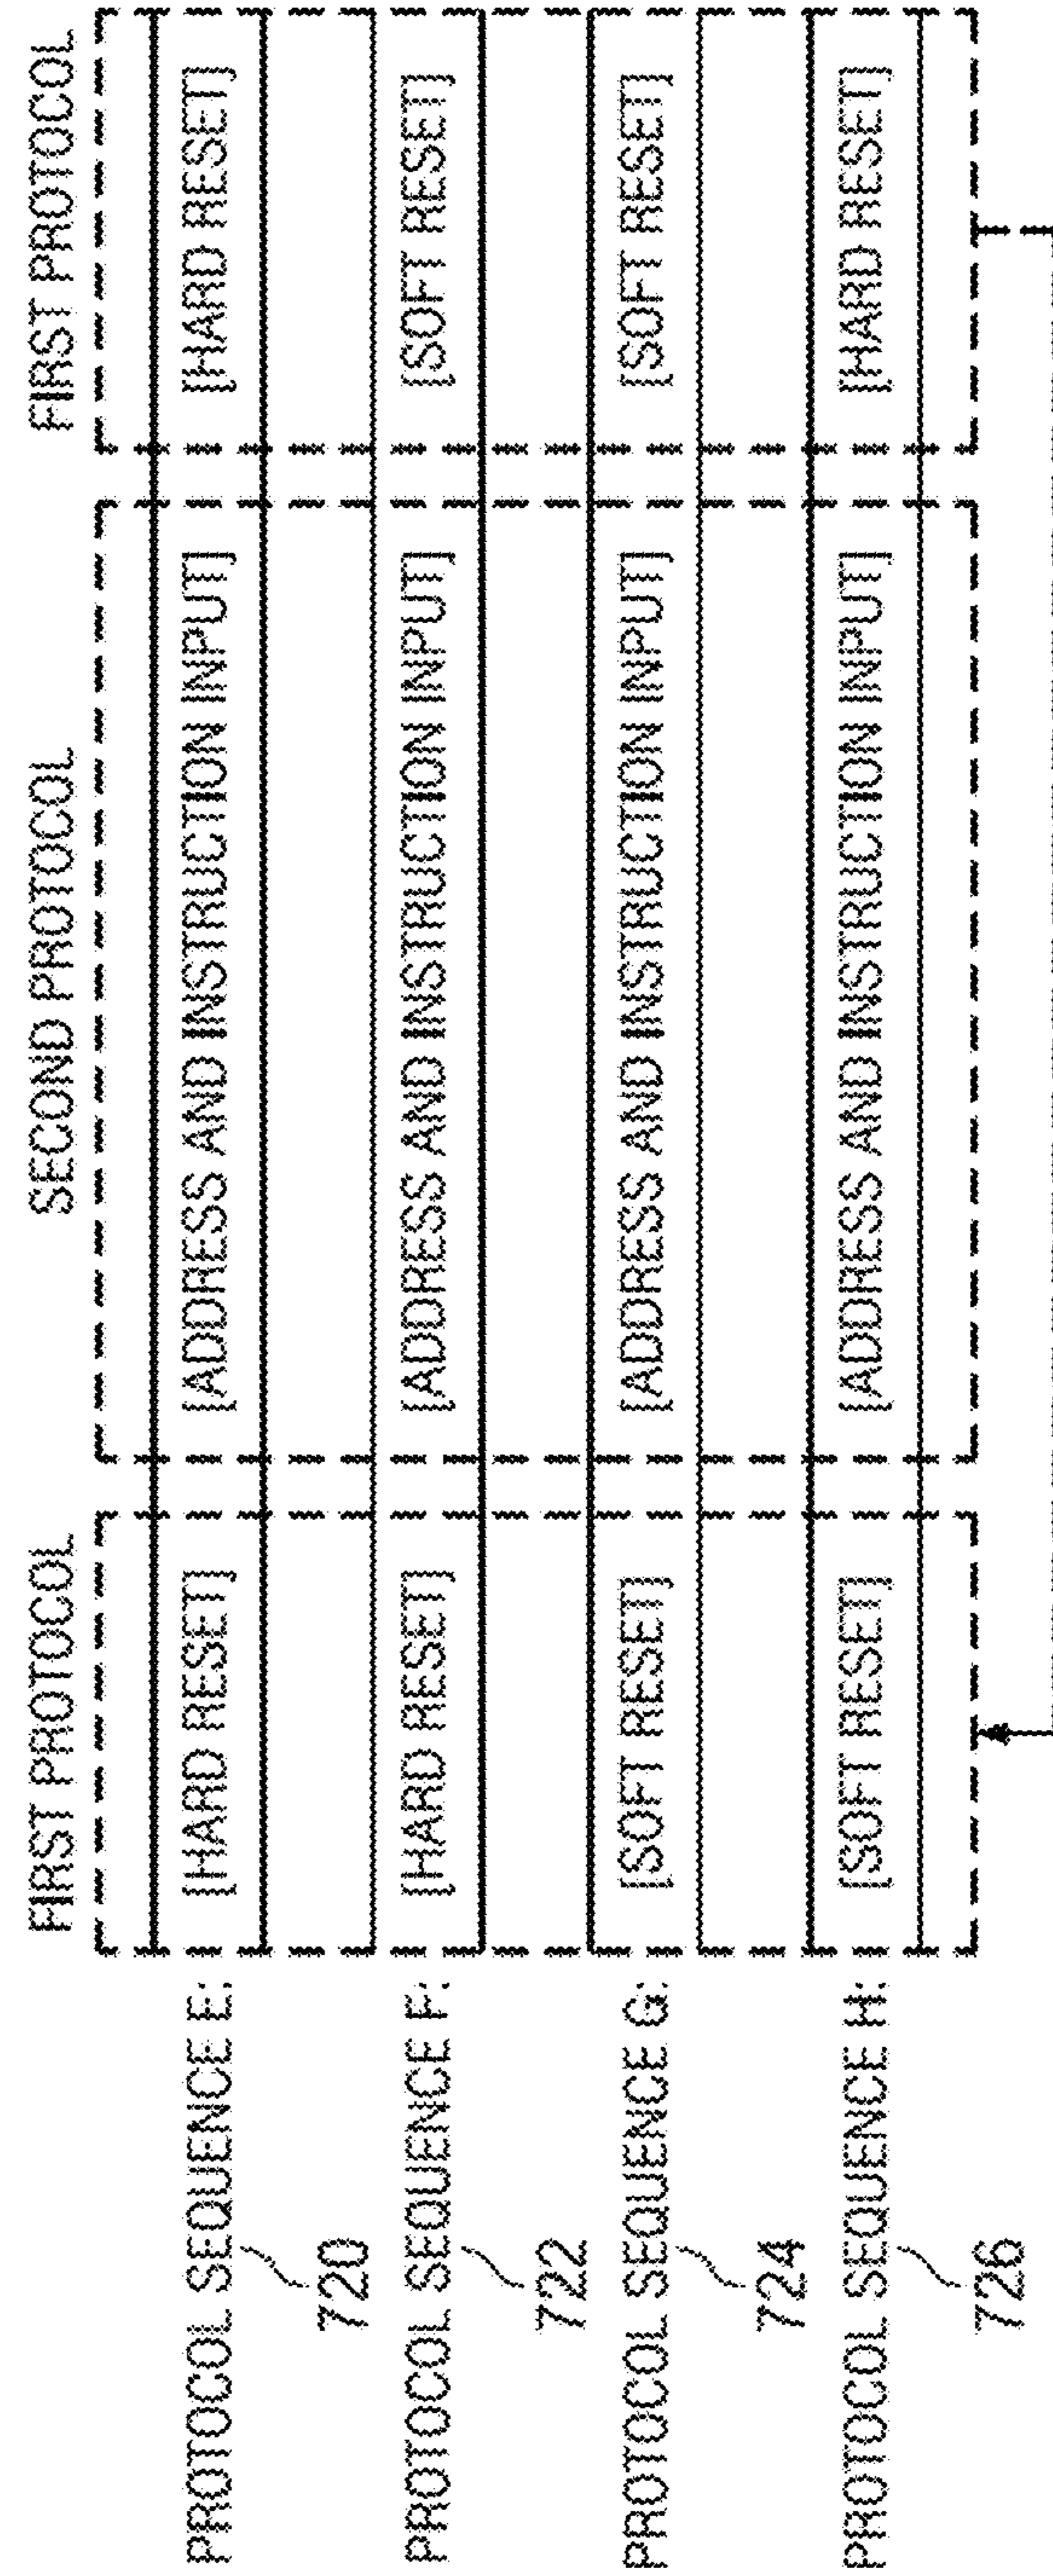 FIRST PROTOCOL SECOND PROTOCOL FIRST PROTOCOL
PROTOCOL SEQUENCE E: [HARD RESET] [ADDRESS AND INSTRUCTION INPUT] [HARD RESET]
720
PROTOCOL SEQUENCE F: [HARD RESET] [ADDRESS AND INSTRUCTION INPUT] [SOFT RESET]
722
PROTOCOL SEQUENCE G: [SOFT RESET] [ADDRESS AND INSTRUCTION INPUT] [SOFT RESET]
724
PROTOCOL SEQUENCE H: [SOFT RESET] [ADDRESS AND INSTRUCTION INPUT] [HARD RESET]
726